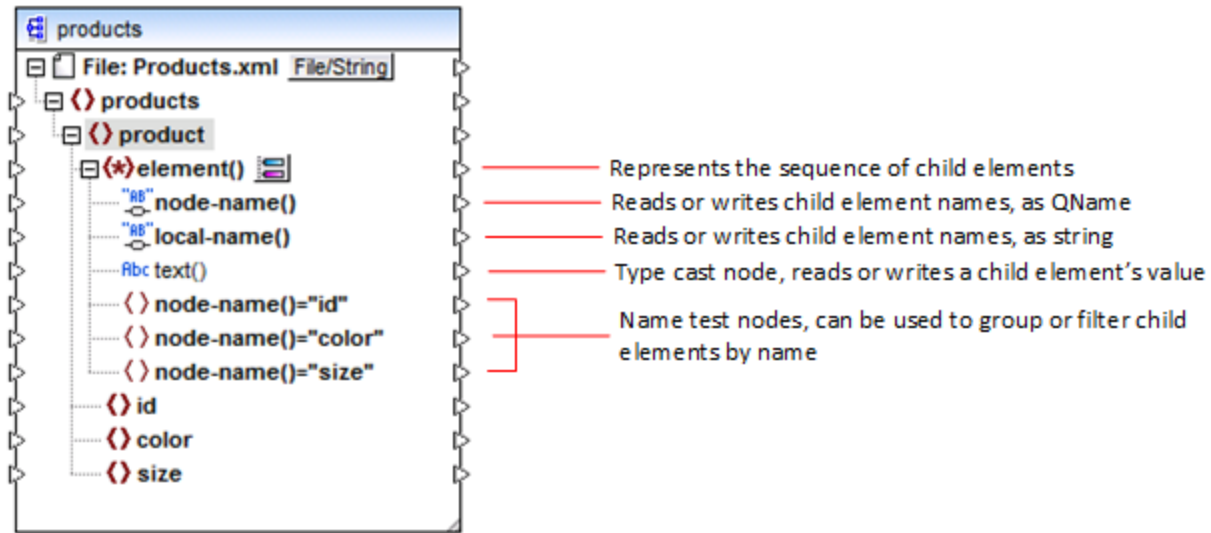 products
File: Products.xml File/String
products
product
element()
Represents the sequence of child elements
"AB" node-name()
Reads or writes child element names, as QName
"AB" local-name()
Reads or writes child element names, as string
Abc text()
Type cast node, reads or writes a child element's value
node-name()="id"
node-name()="color"
node-name()="size"
Name test nodes, can be used to group or filter child
elements by name
id
color
size